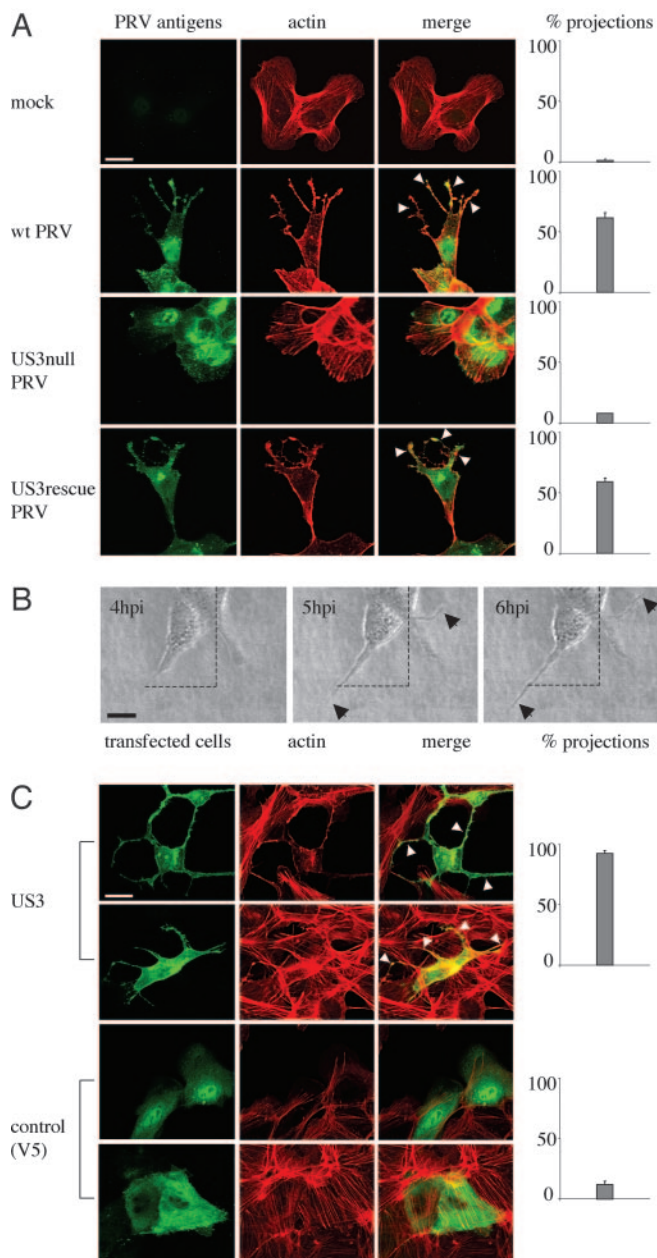 A
PRV antigens
actin
merge
% projections
mock
100
50
0
wt PRV
100
50
0
US3null
PRV
100
50
0
US3rescue
PRV
100
50
0
B
4hpi
5hpi
6hpi
transfected cells
actin
merge
% projections
C
US3
100
50
0
control
(V5)
100
50
0